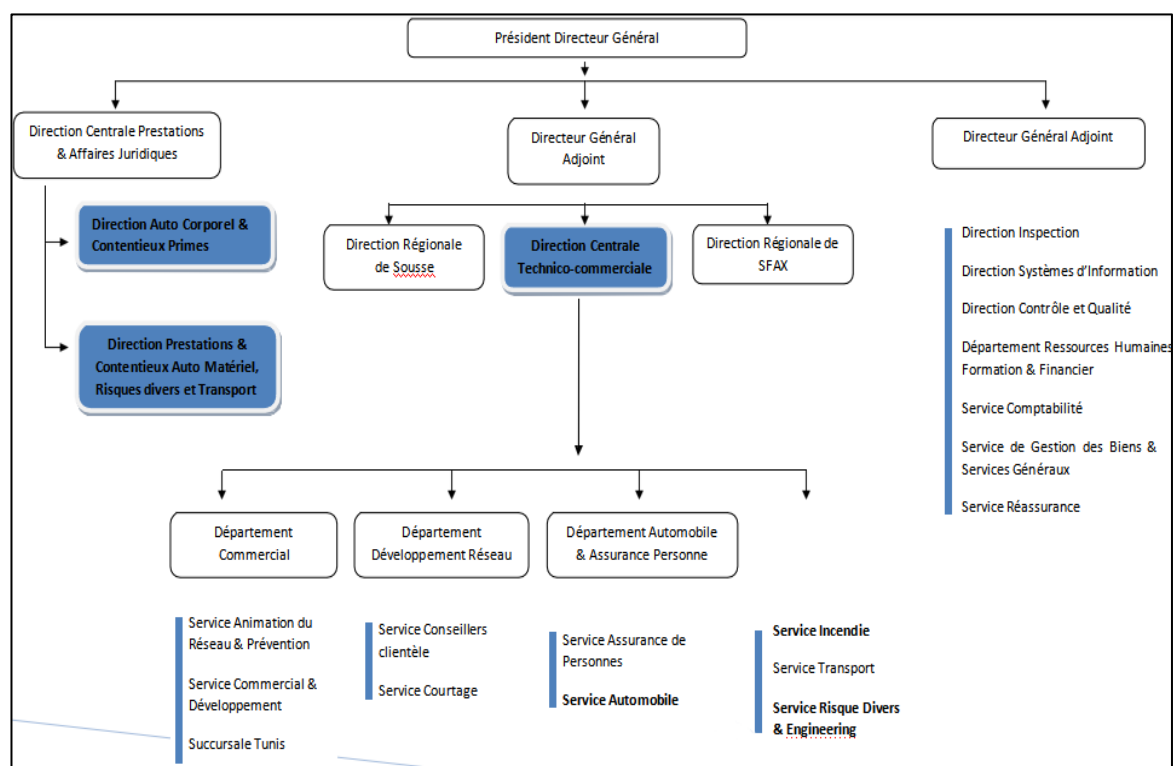 Président Directeur Général
Direction Centrale Prestations
& Affaires Juridiques
Directeur Général
Adjoint
Directeur Général Adjoint
Direction Auto Corporel &
Contentieux Primes
Direction Prestations &
Contentieux Auto Matériel,
Risques divers et Transport
Direction Régionale
de Sousse
Direction Centrale
Technico-commerciale
Direction Régionale de
SFAX
Direction Inspection
Direction Systèmes d'Information
Direction Contrôle et Qualité
Département Ressources Humaines
Formation & Financier
Service Comptabilité
Service de Gestion des Biens &
Services Généraux
Service Réassurance
Département
Commercial
Département
Développement Réseau
Département Automobile
& Assurance Personne
Service Animation du
Réseau & Prévention
Service Commercial &
Développement
Succursale Tunis
Service Conseillers
clientèle
Service Courtage
Service Assurance de
Personnes
Service Automobile
Service Incendie
Service Transport
Service Risque Divers
& Engineering